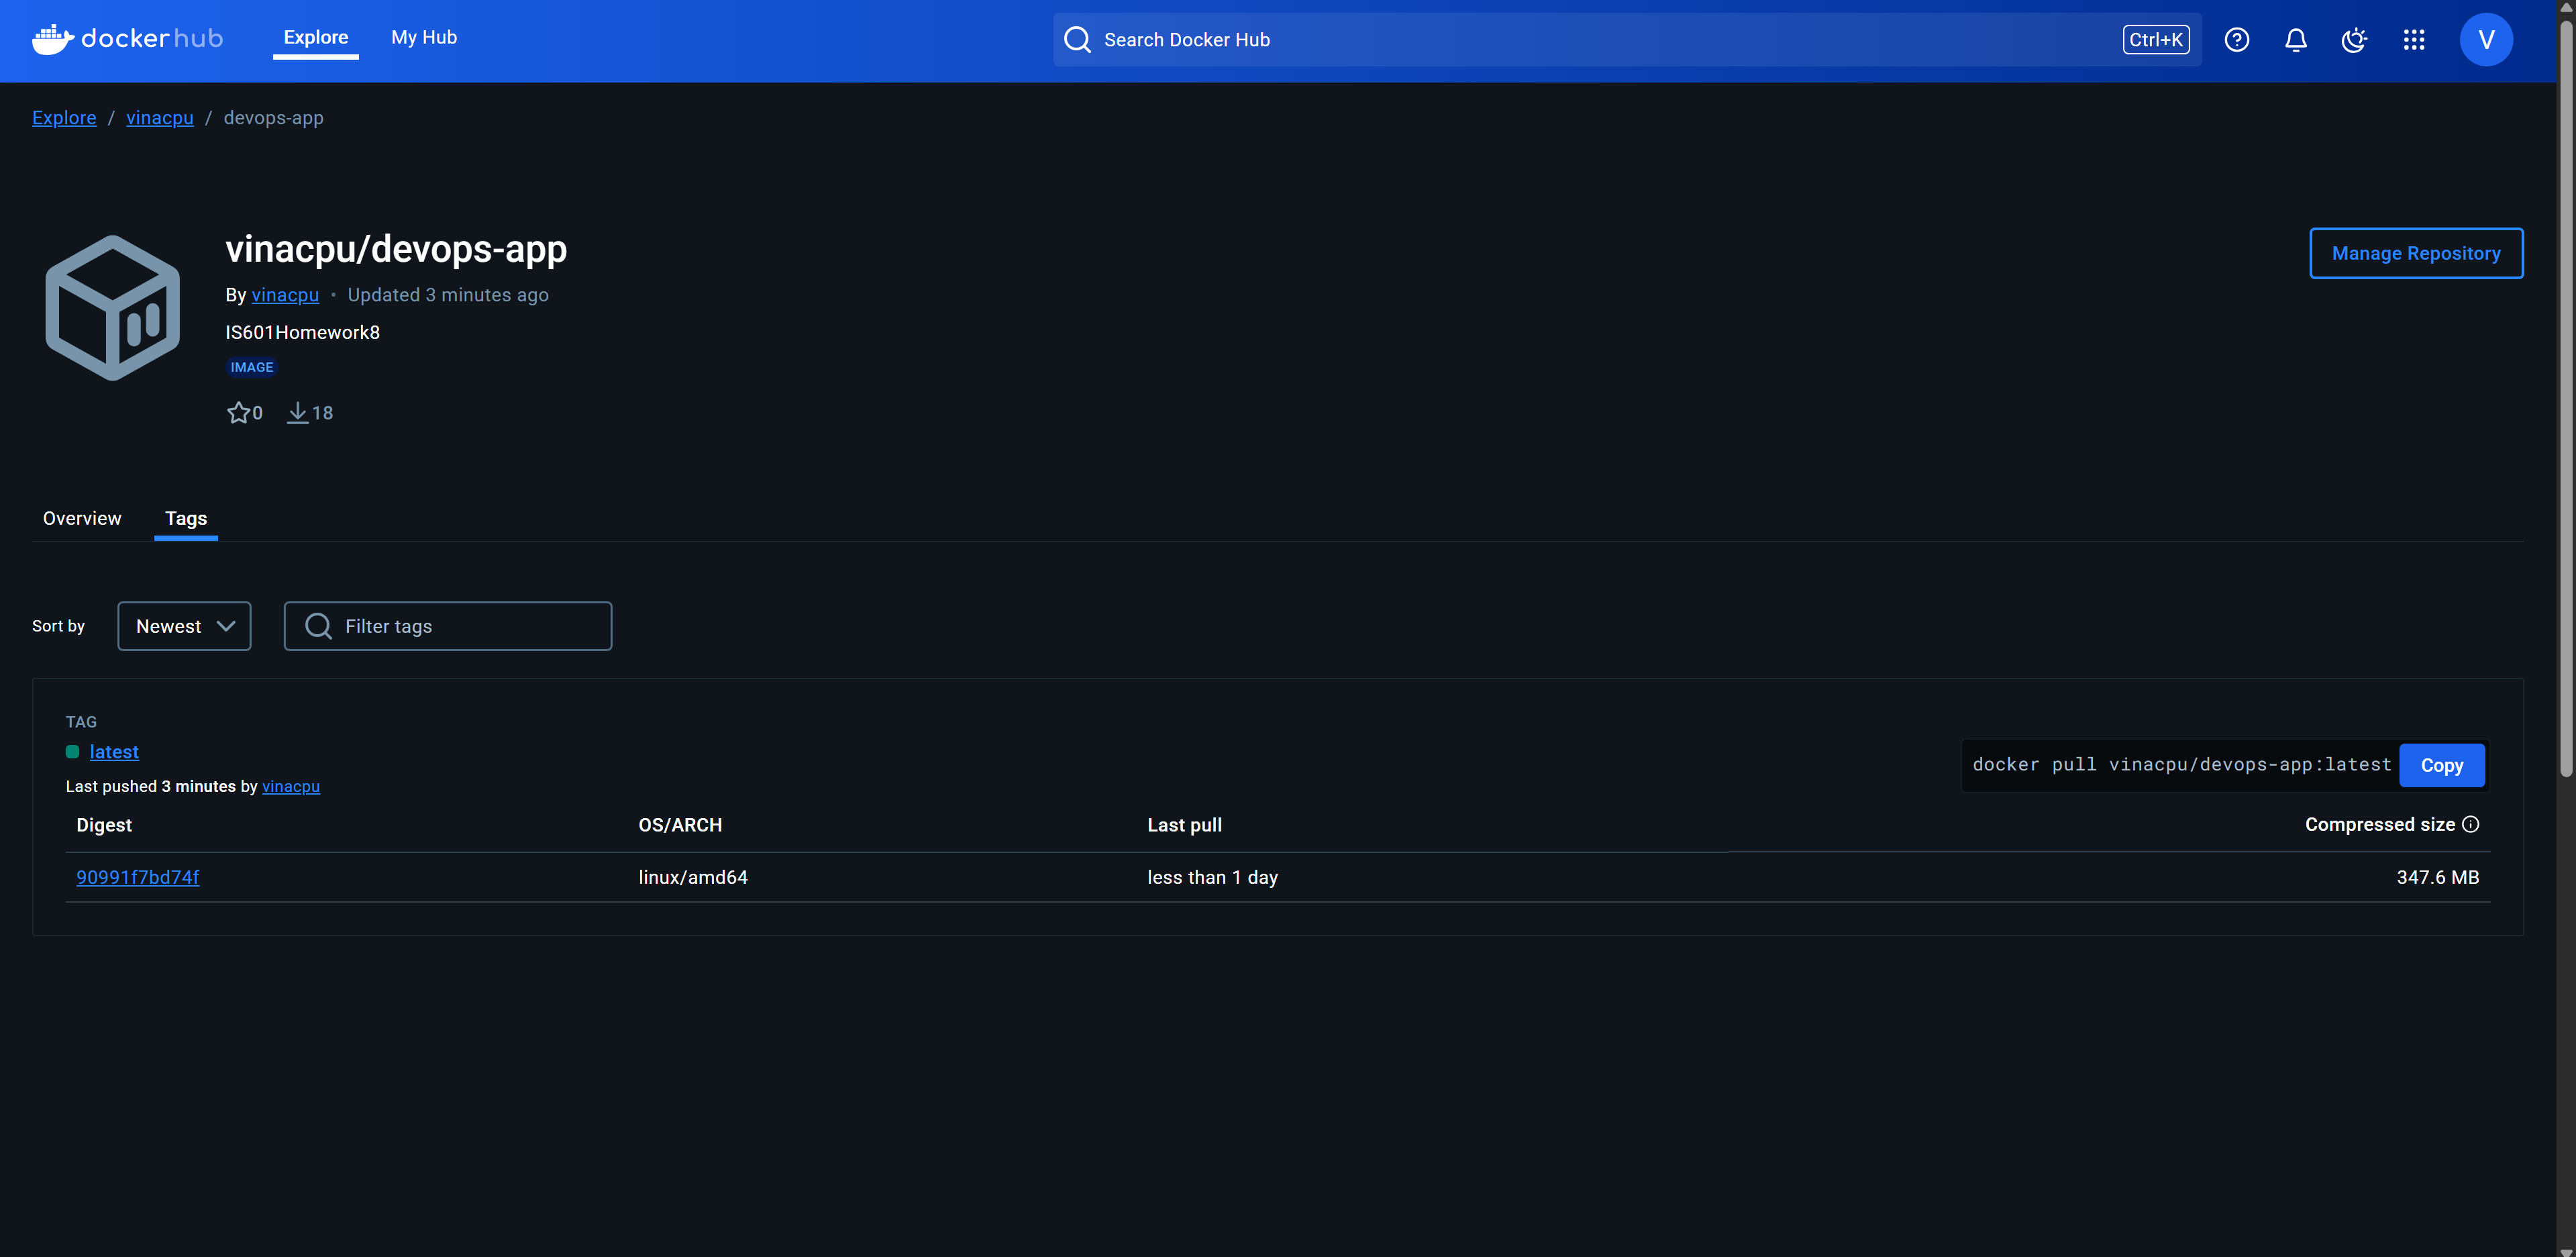 dockerhub Explore My Hub Search Docker Hub Ctrl+K V
Explore / vinacpu / devops-app
vinacpu/devops-app
Manage Repository
By vinacpu • Updated 3 minutes ago
IS601Homework8
IMAGE
0 18
Overview Tags
Sort by Newest Filter tags
TAG
latest
docker pull vinacpu/devops-app:latest Copy
Last pushed 3 minutes by vinacpu
Digest OS/ARCH Last pull Compressed size
90991f7bd74f linux/amd64 less than 1 day 347.6 MB